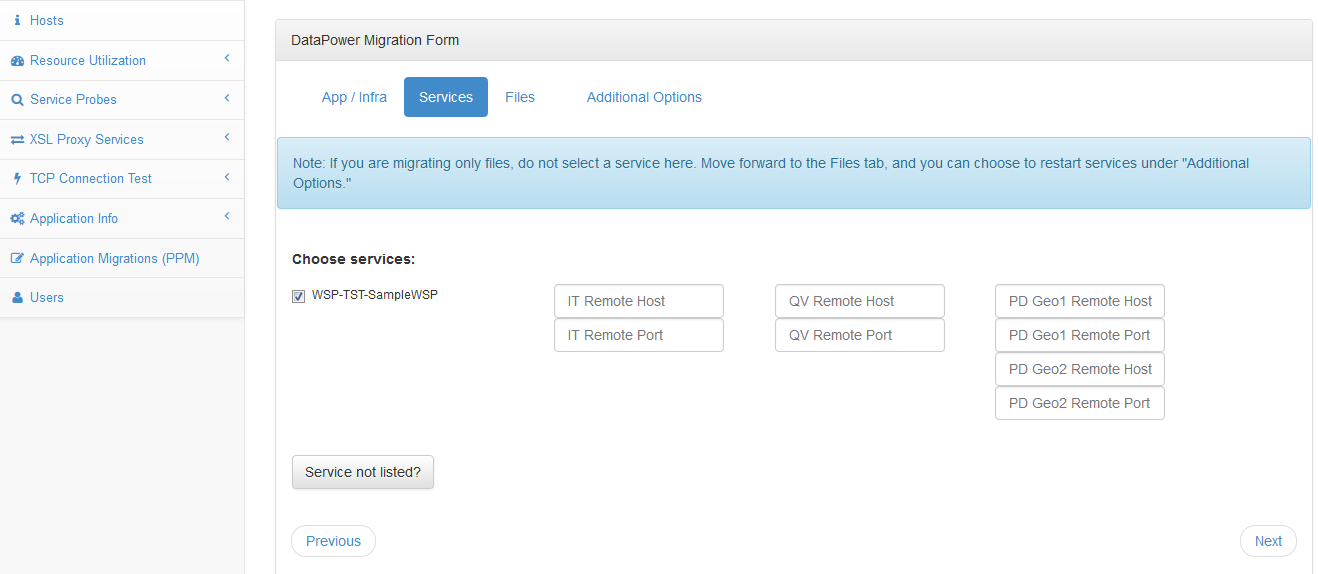 Hosts
Resource Utilization
Service Probes
XSL Proxy Services
TCP Connection Test
Application Info
Application Migrations (PPM)
Users
DataPower Migration Form
App / Infra Services Files Additional Options
Note: If you are migrating only files, do not select a service here. Move forward to the Files tab, and you can choose to restart services under "Additional
Options."
Choose services:
WSP-TST-SampleWSP
IT Remote Host QV Remote Host PD Geo1 Remote Host
IT Remote Port QV Remote Port PD Geo1 Remote Port
PD Geo2 Remote Host
PD Geo2 Remote Port
Service not listed?
Previous Next